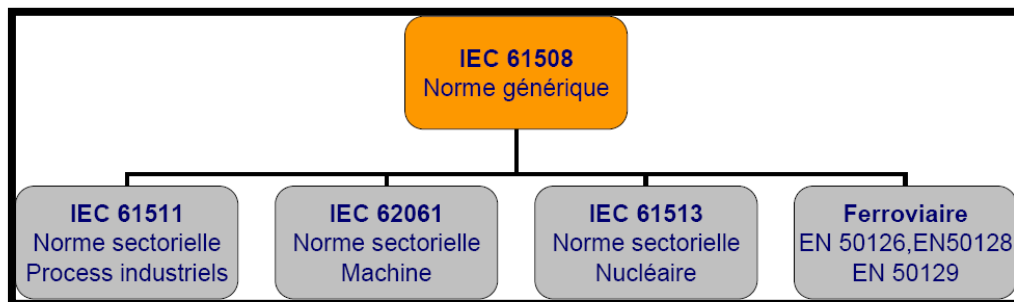 IEC 61508
Norme générique
IEC 61511
Norme sectorielle
Process industriels
IEC 62061
Norme sectorielle
Machine
IEC 61513
Norme sectorielle
Nucléaire
Ferroviaire
EN 50126,EN50128
EN 50129